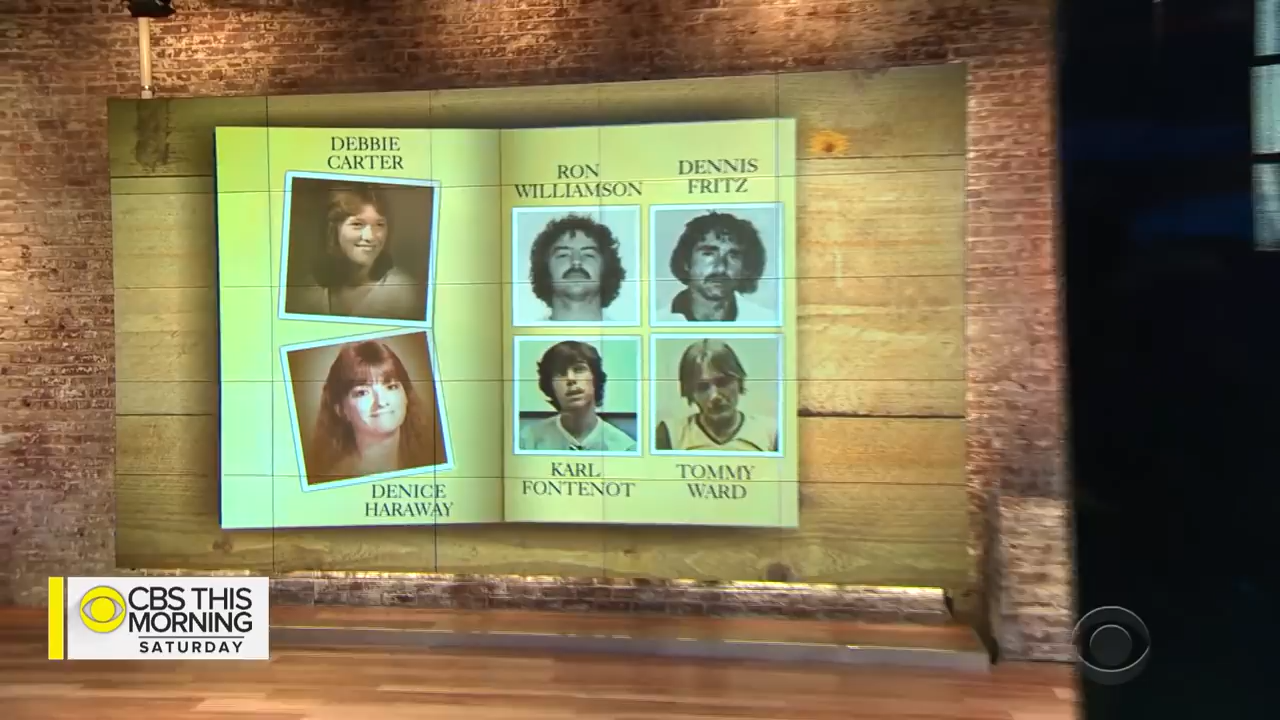 DEBBIE
CARTER
RON
WILLIAMSON
DENNIS
FRITZ
KARL
FONTENOT
TOMMY
WARD
DENICE
HARAWAY
CBS THIS
MORNING
SATURDAY